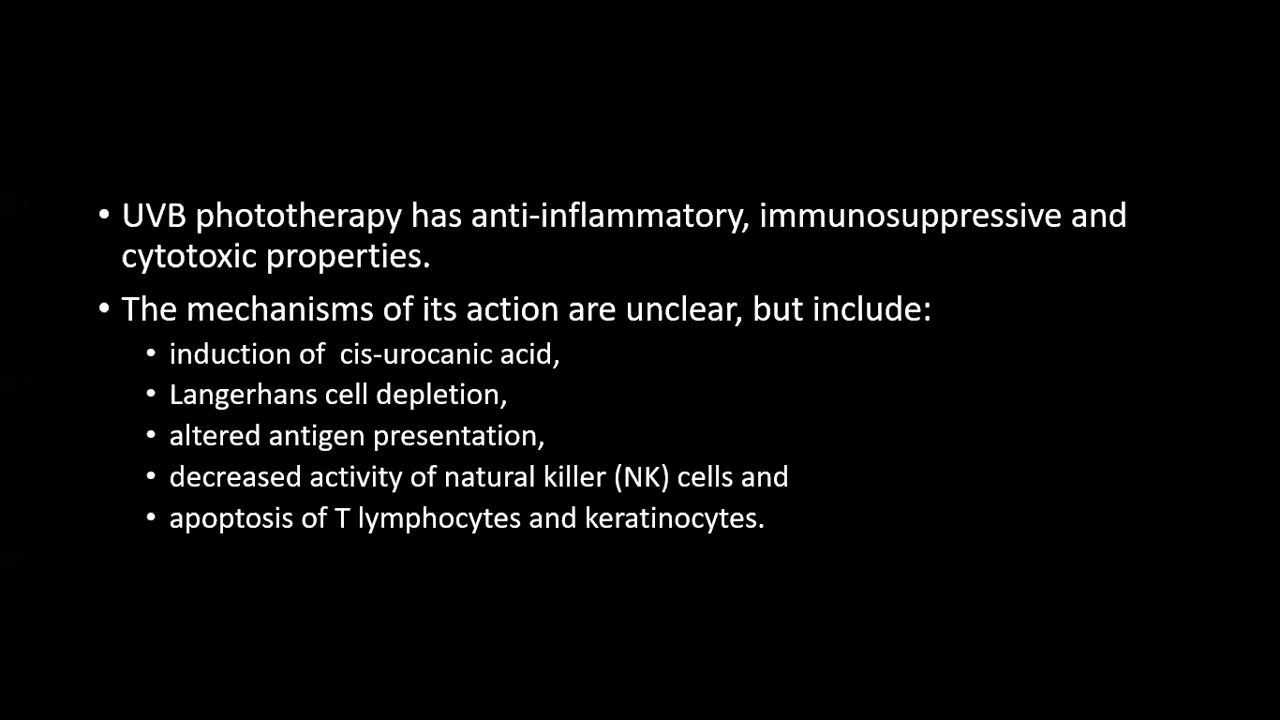 • UVB phototherapy has anti-inflammatory, immunosuppressive and
cytotoxic properties.
• The mechanisms of its action are unclear, but include:
• induction of  cis-urocanic acid,
• Langerhans cell depletion,
• altered antigen presentation,
• decreased activity of natural killer (NK) cells and
• apoptosis of T lymphocytes and keratinocytes.